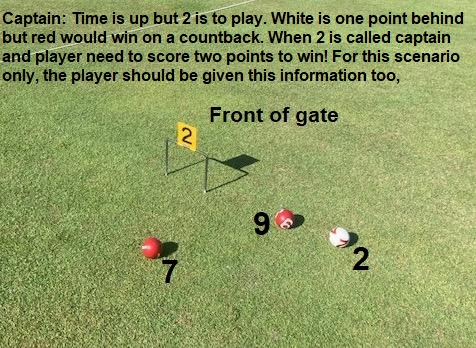 Captain: Time is up but 2 is to play. White is one point behind
but red would win on a countback. When 2 is called captain
and player need to score two points to win! For this scenario
only, the player should be given this information too,
Front of gate
2
9
2
7